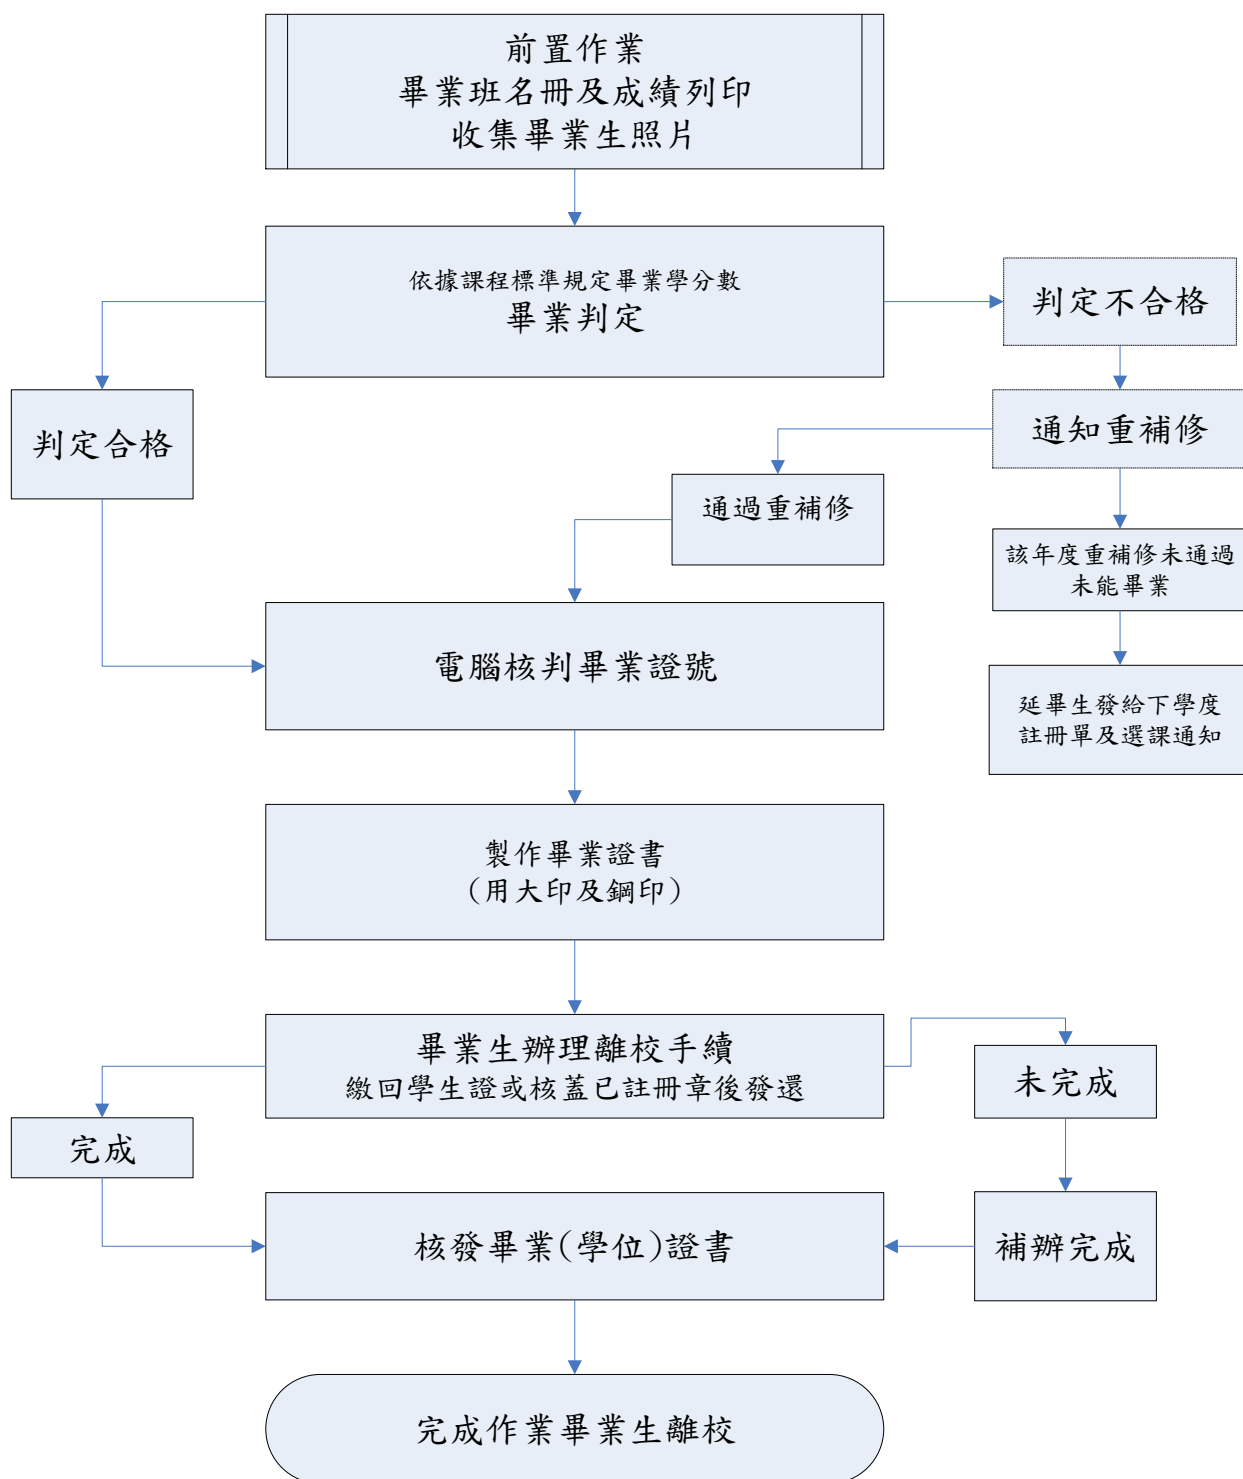 前置作業
畢業班名冊及成績列印
收集畢業生照片
依據課程標準規定畢業學分數
畢業判定
判定不合格
判定合格
通知重補修
通過重補修
該年度重補修未通過
未能畢業
電腦核判畢業證號
延畢生發給下學度
註冊單及選課通知
製作畢業證書
(用大印及鋼印)
畢業生辦理離校手續
繳回學生證或核蓋已註冊章後發還
未完成
完成
核發畢業(學位)證書
補辦完成
完成作業畢業生離校